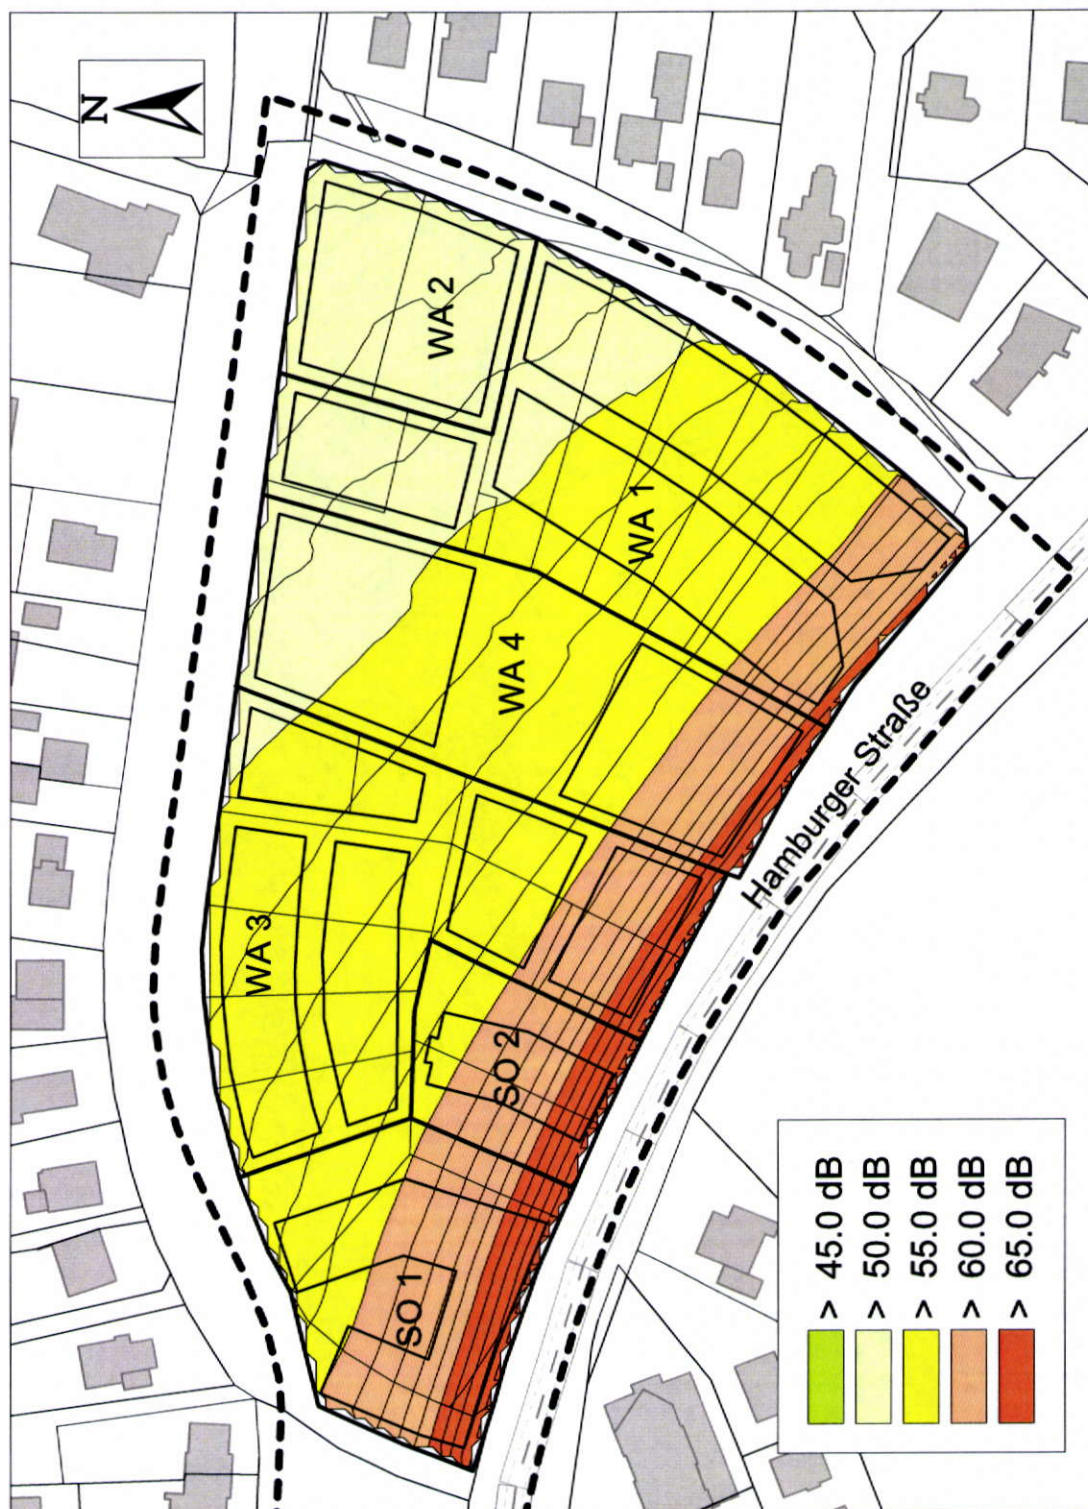 N
WA 2
WA 1
WA 4
WA 3
SO 2
SO 1
Hamburger Straße
> 45.0 dB
> 50.0 dB
> 55.0 dB
> 60.0 dB
> 65.0 dB